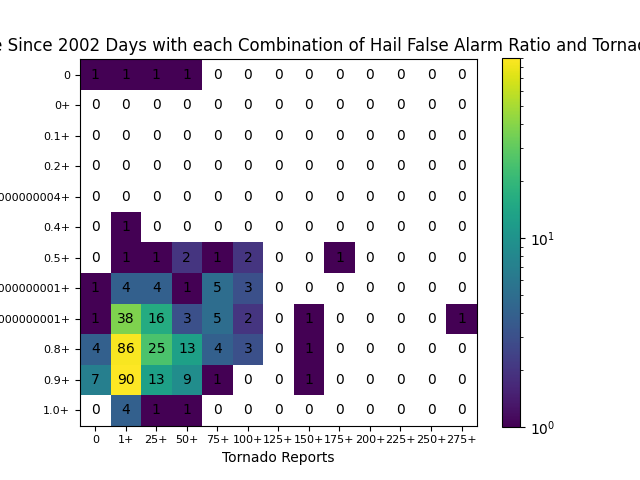 e Since 2002 Days with each Combination of Hail False Alarm Ratio and Torna
0 1 1 1 1 0 0 0 0 0 0 0 0 0
0+ 0 0 0 0 0 0 0 0 0 0 0 0 0
0.1+ 0 0 0 0 0 0 0 0 0 0 0 0 0
0.2+ 0 0 0 0 0 0 0 0 0 0 0 0 0
000000004+ 0 0 0 0 0 0 0 0 0 0 0 0 0
0.4+ 0 1 0 0 0 0 0 0 0 0 0 0 0
0.5+ 0 1 1 2 1 2 0 0 1 0 0 0 0
000000001+ 1 4 4 1 5 3 0 0 0 0 0 0 0
000000001+ 1 38 16 3 5 2 0 1 0 0 0 0 1
0.8+ 4 86 25 13 4 3 0 1 0 0 0 0 0
0.9+ 7 90 13 9 1 0 0 1 0 0 0 0 0
1.0+ 0 4 1 1 0 0 0 0 0 0 0 0 0
0 1+ 25+ 50+ 75+ 100+ 125+ 150+ 175+ 200+ 225+ 250+ 275+
Tornado Reports
10¹
10⁰